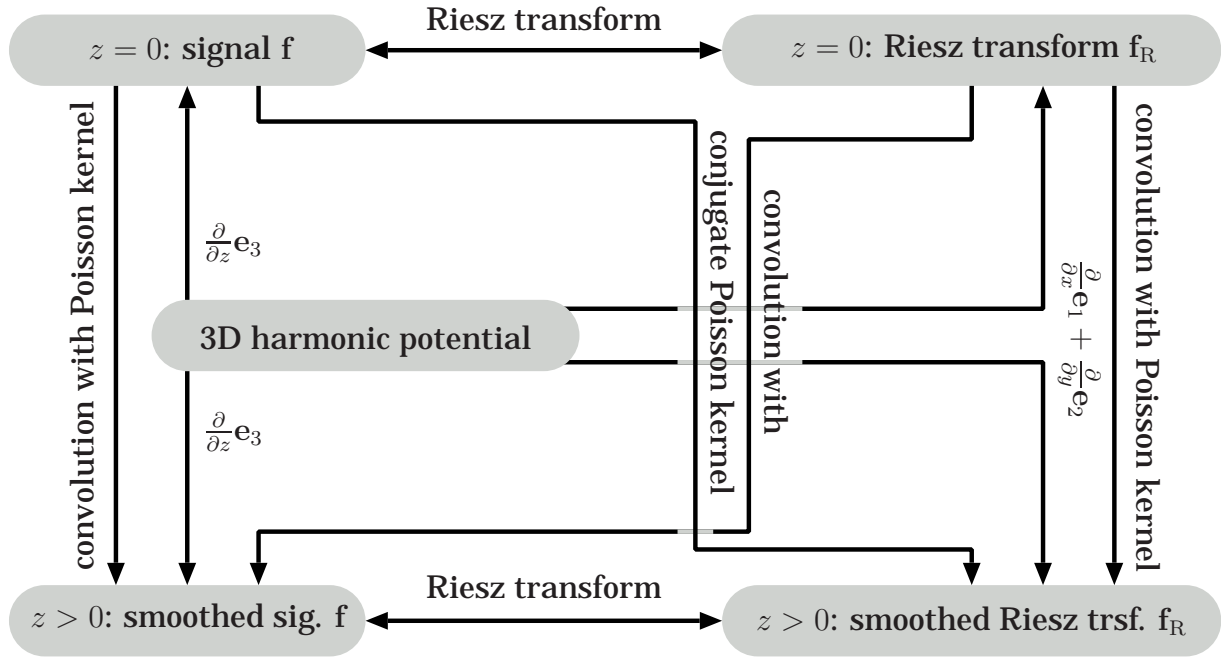 Riesz transform
z = 0: signal f
z = 0: Riesz transform f_R
convolution with Poisson kernel
∂/∂z e_3
conjugate Poisson kernel
convolution with
∂/∂x e_1 + ∂/∂y e_2
convolution with Poisson kernel
3D harmonic potential
∂/∂z e_3
Riesz transform
z > 0: smoothed sig. f
z > 0: smoothed Riesz trsf. f_R